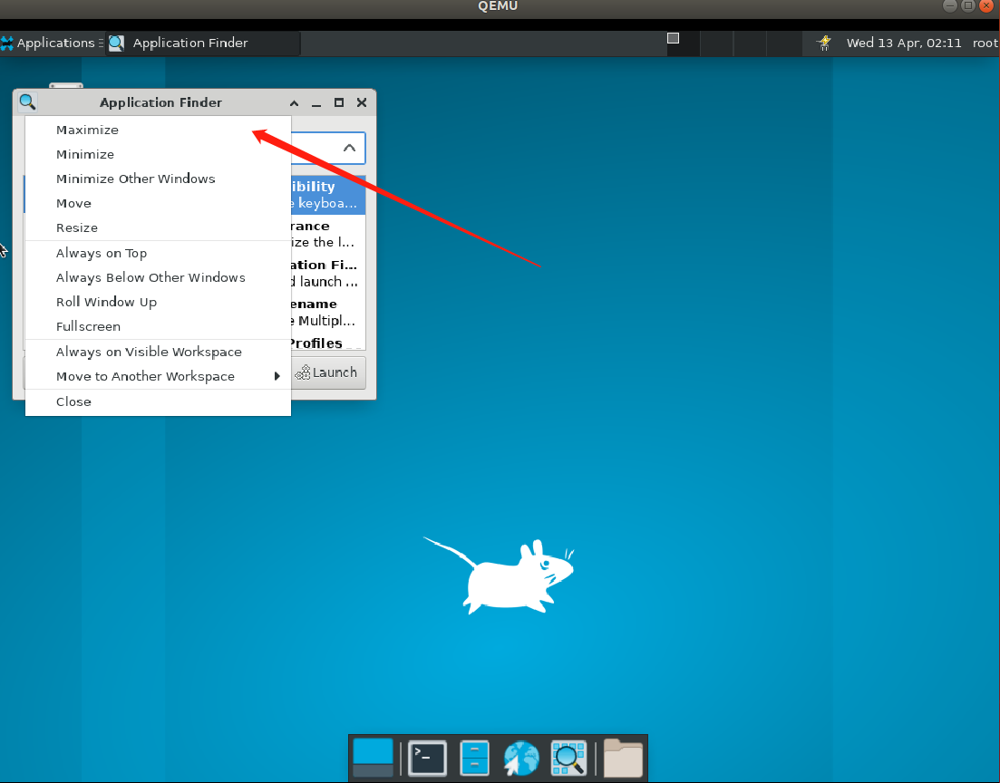 QEMU
Applications
Application Finder
Wed 13 Apr, 02:11
root
Application Finder
Maximize
Minimize
Minimize Other Windows
Move
Resize
Always on Top
Always Below Other Windows
Roll Window Up
Fullscreen
Always on Visible Workspace
Move to Another Workspace
Close
ibility
e keyboa...
rance
ize the l...
ation Fi...
d launch ...
ename
e Multipl...
Profiles
Launch
>_